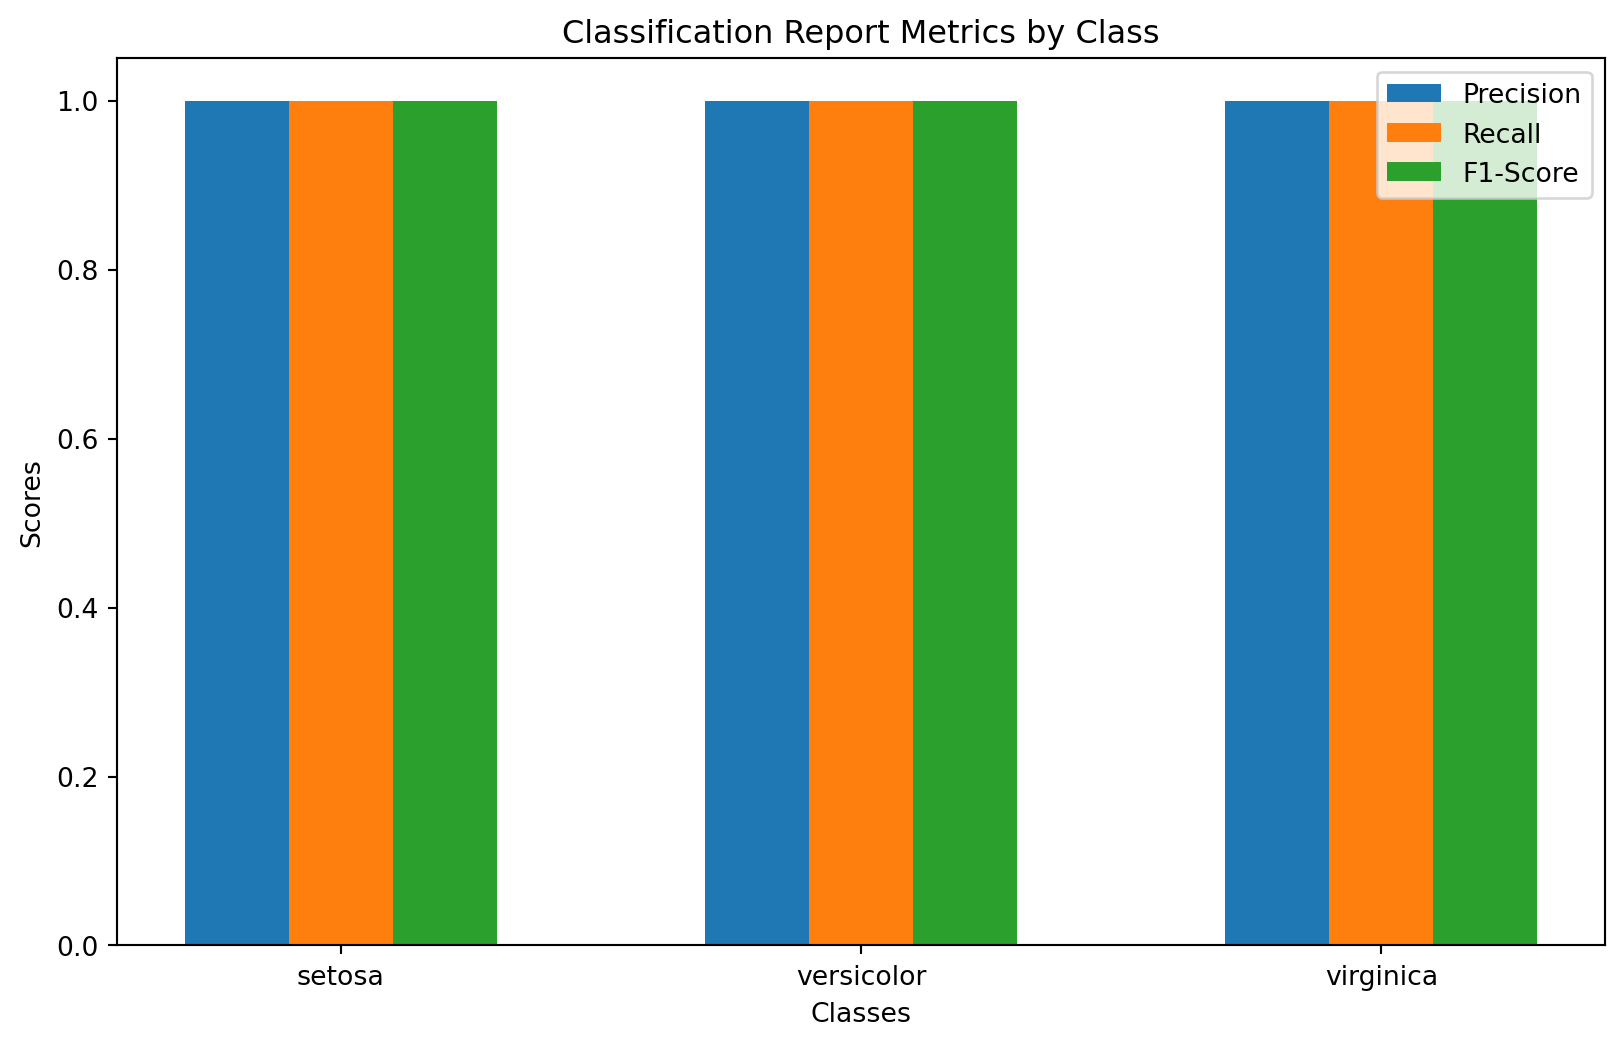 Classification Report Metrics by Class
Precision
Recall
F1-Score
1.0
0.8
0.6
0.4
0.2
0.0
Scores
setosa
versicolor
virginica
Classes